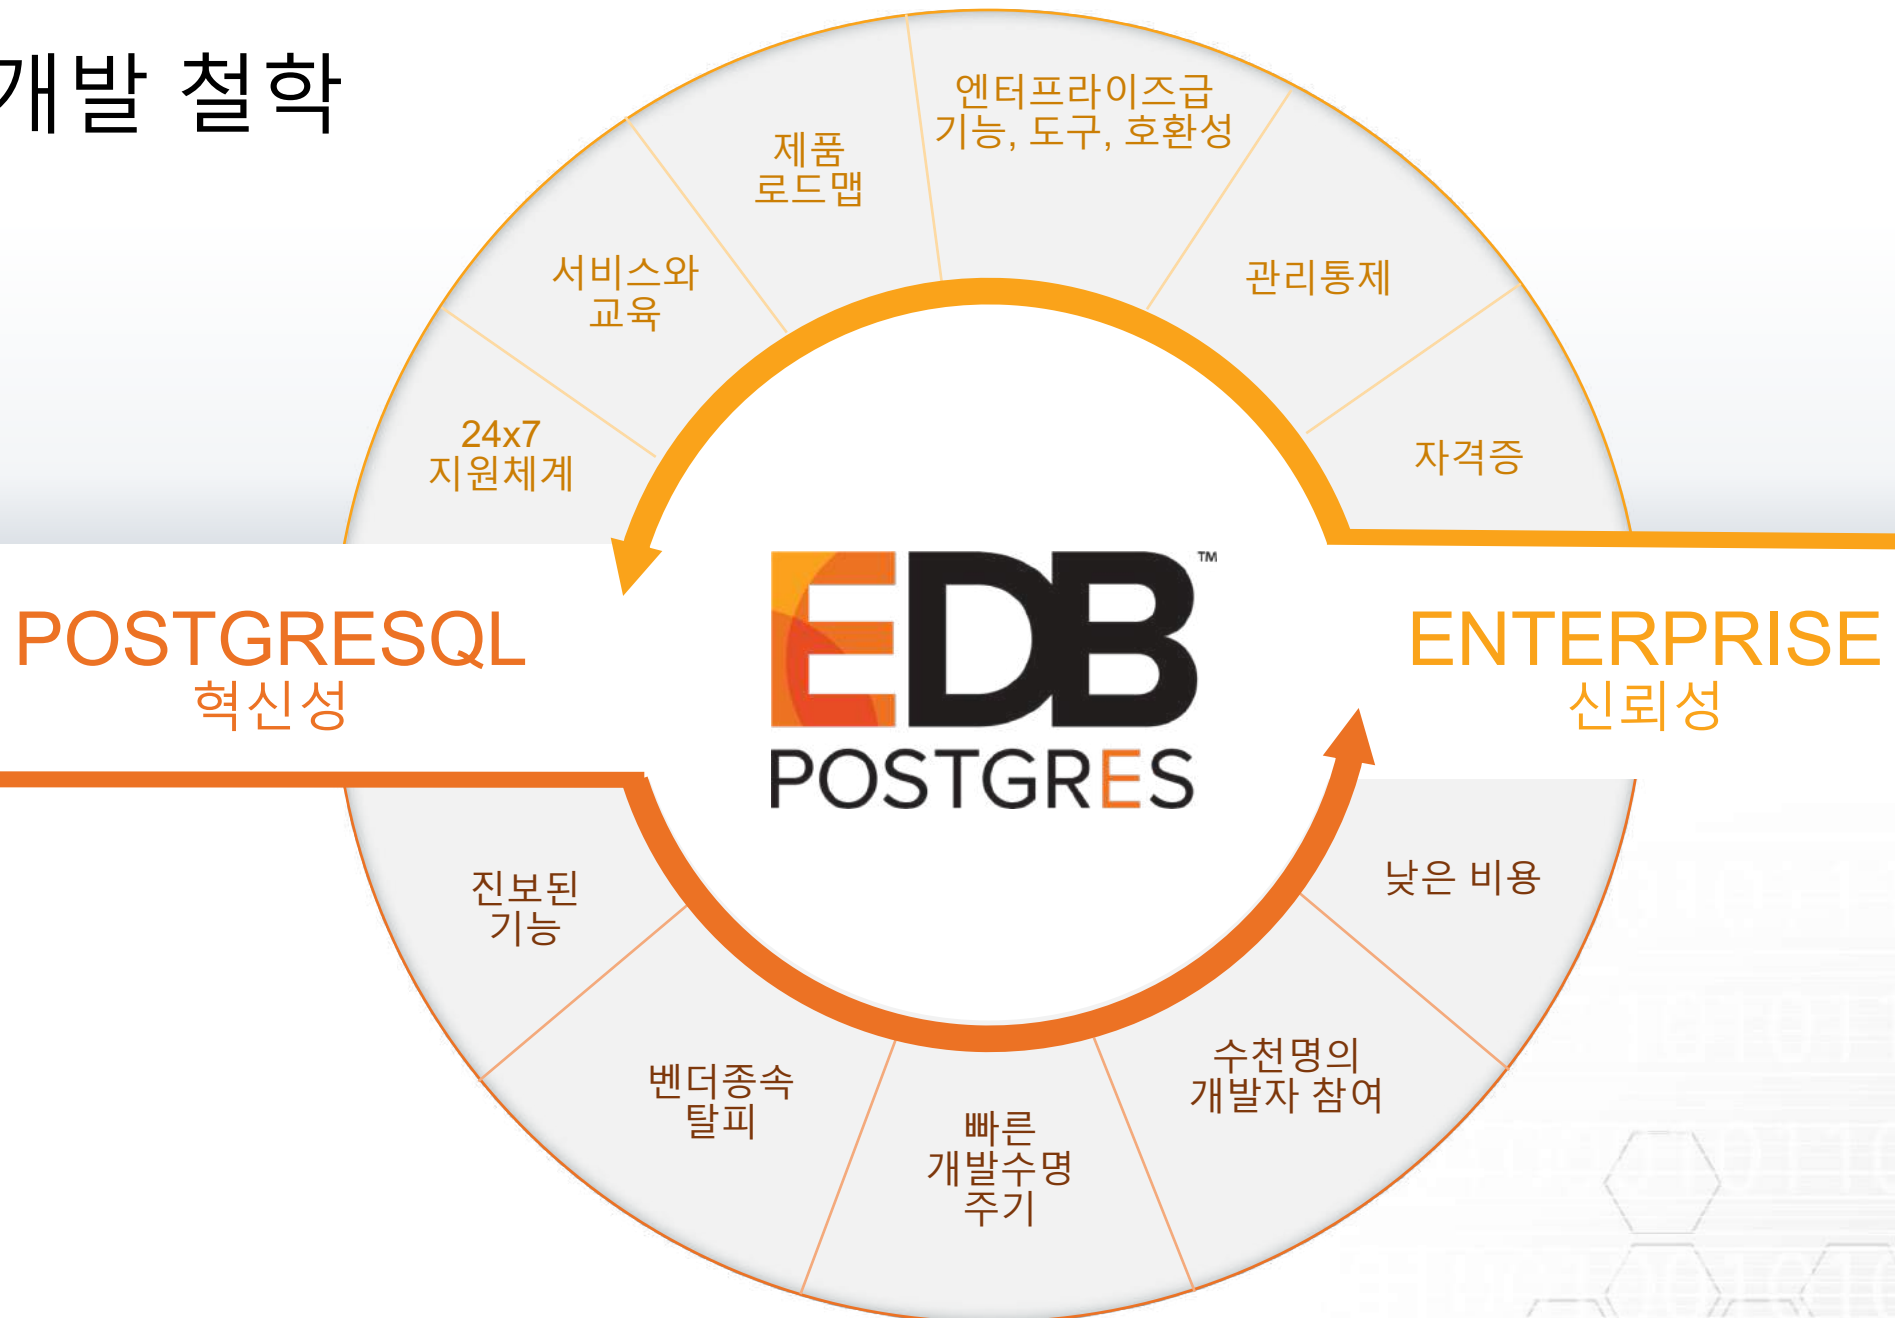 개발 철학
엔터프라이즈급
기능, 도구, 호환성
제품
로드맵
서비스와
교육
관리통제
24x7
지원체계
자격증
POSTGRESQL
혁신성
EDB™
POSTGRES
ENTERPRISE
신뢰성
진보된
기능
벤더종속
탈피
빠른
개발수명
주기
수천명의
개발자 참여
낮은 비용